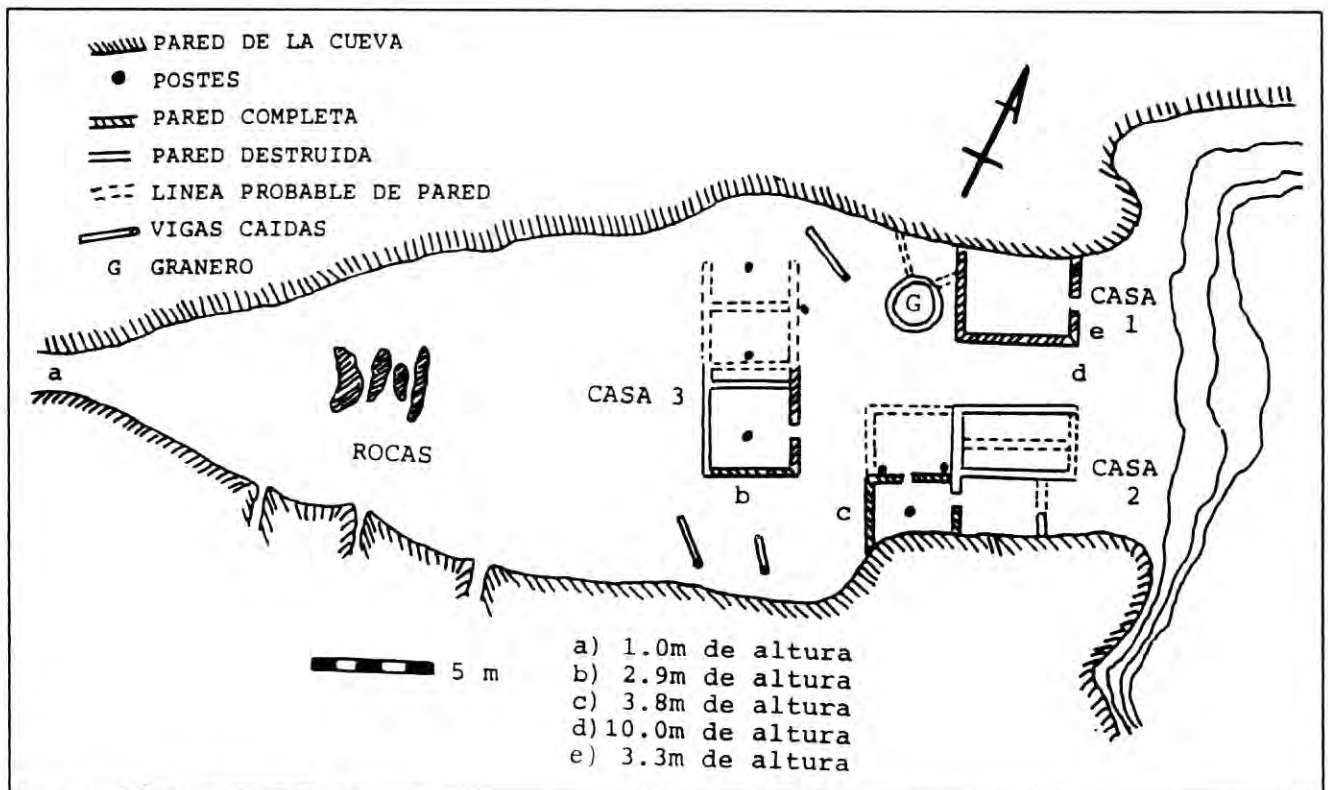 PARED DE LA CUEVA
POSTES
PARED COMPLETA
PARED DESTRUIDA
LINEA PROBABLE DE PARED
VIGAS CAIDAS
G GRANERO
a
ROCAS
CASA 3
b
G
CASA
1
e
d
CASA
2
c
5 m
a) 1.0m de altura
b) 2.9m de altura
c) 3.8m de altura
d)10.0m de altura
e) 3.3m de altura